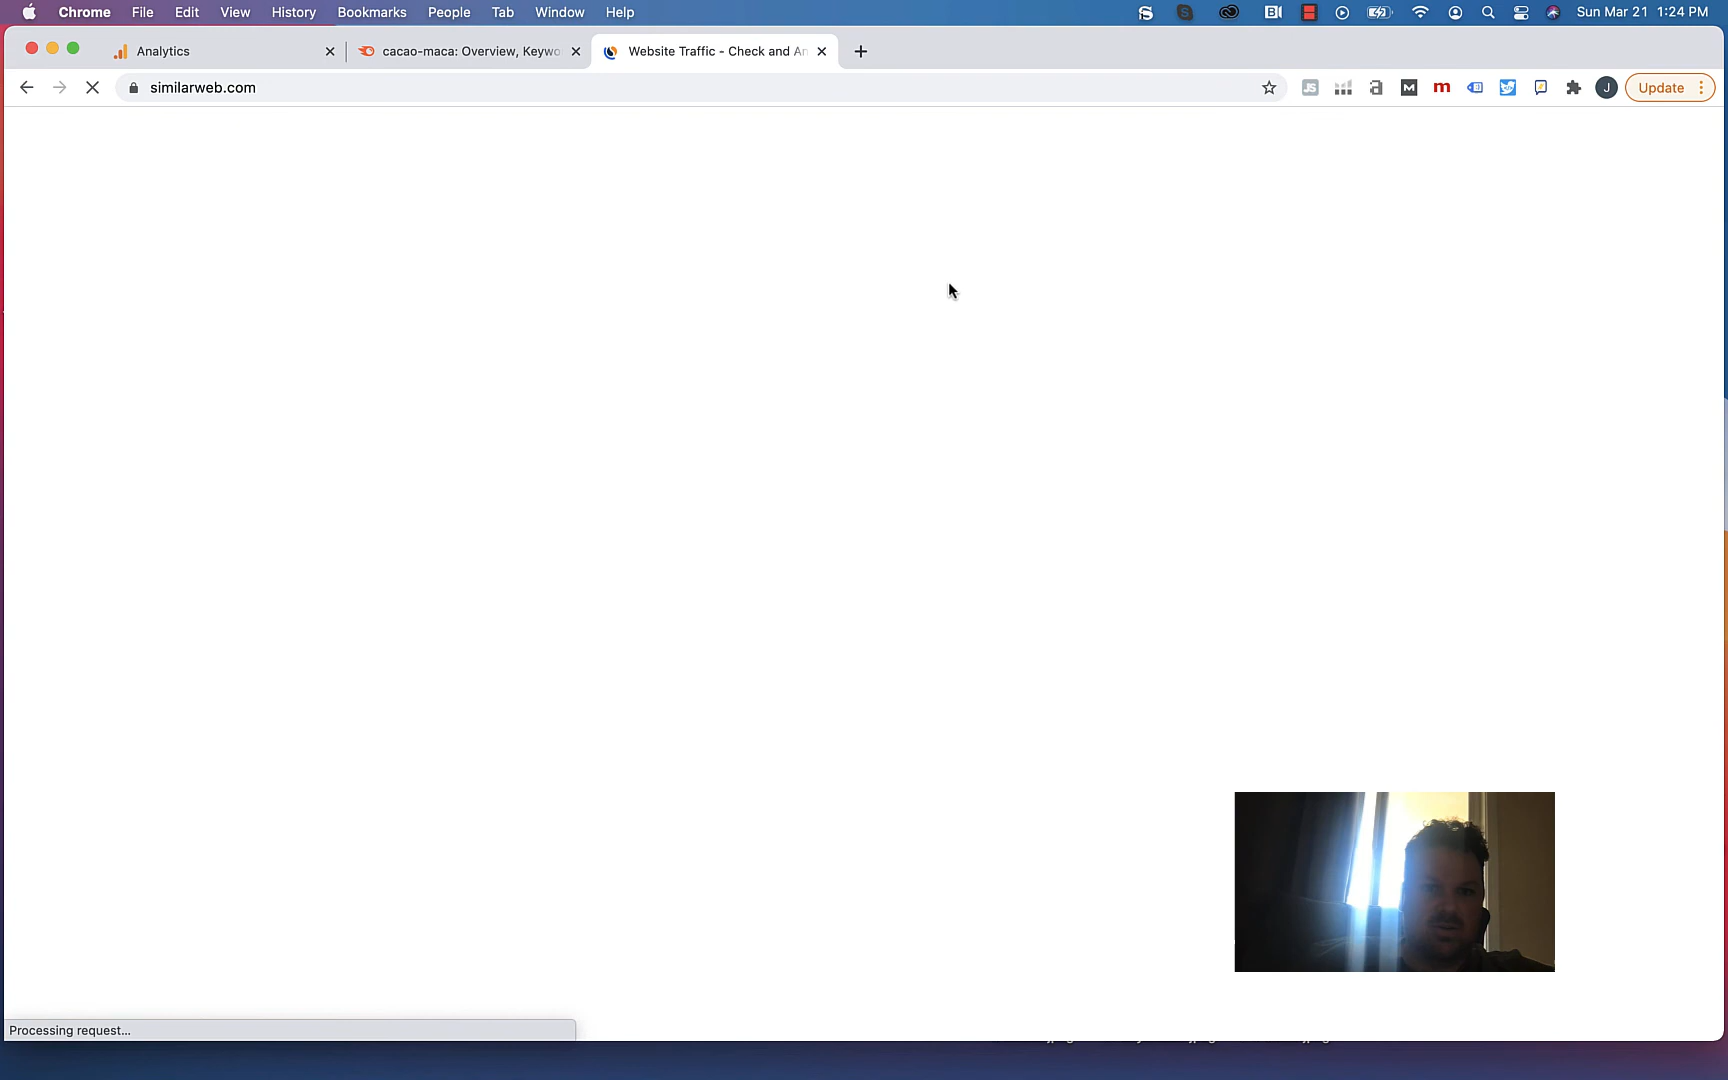 Chrome File Edit View History Bookmarks People Tab Window Help
Sun Mar 21 1:24 PM
Analytics
cacao-maca: Overview, Keywo
Website Traffic - Check and An
similarweb.com
JS
a
M
m
J
Update
Processing request...